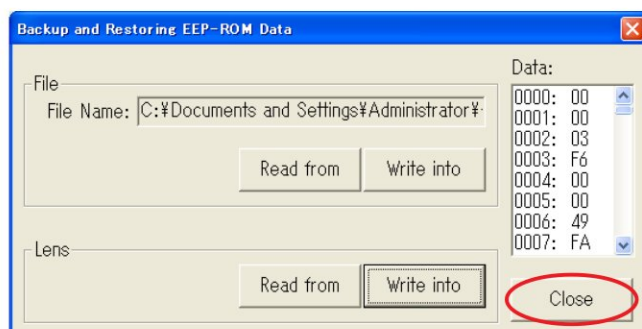 Backup and Restoring EEP-ROM Data
File
File Name: C:¥Documents and Settings¥Administrator¥
Read from
Write into
Lens
Read from
Write into
Data:
0000: 00
0001: 00
0002: 03
0003: F6
0004: 00
0005: 00
0006: 49
0007: FA
Close